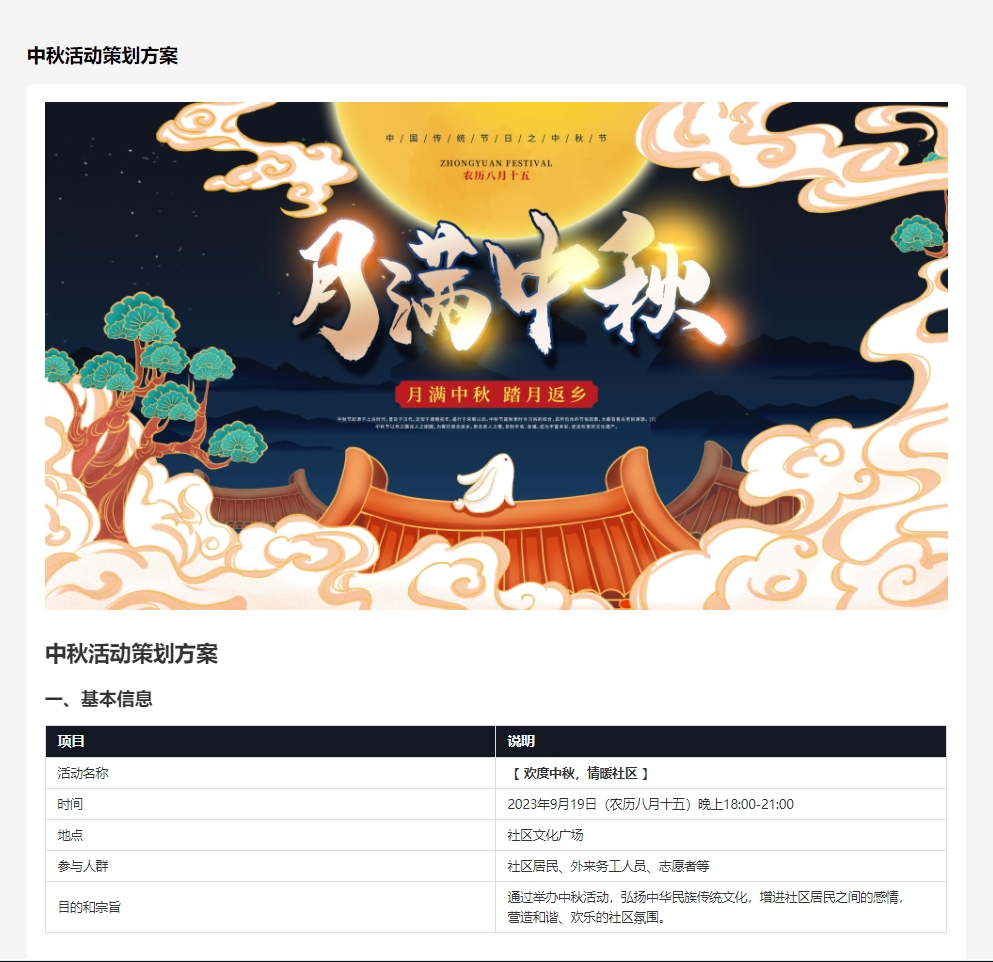 中秋活动策划方案
中/国/传/统/节/日/之/中/秋/节
ZHONGYUAN FESTIVAL
农历八月十五
月满中秋
月满中秋 踏月返乡
中秋活动策划方案
一、基本信息
项目 说明
活动名称 【 欢度中秋，情暖社区 】
时间 2023年9月19日（农历八月十五）晚上18:00-21:00
地点 社区文化广场
参与人群 社区居民、外来务工人员、志愿者等
目的和宗旨 通过举办中秋活动，弘扬中华民族传统文化，增进社区居民之间的感情，
营造和谐、欢乐的社区氛围。